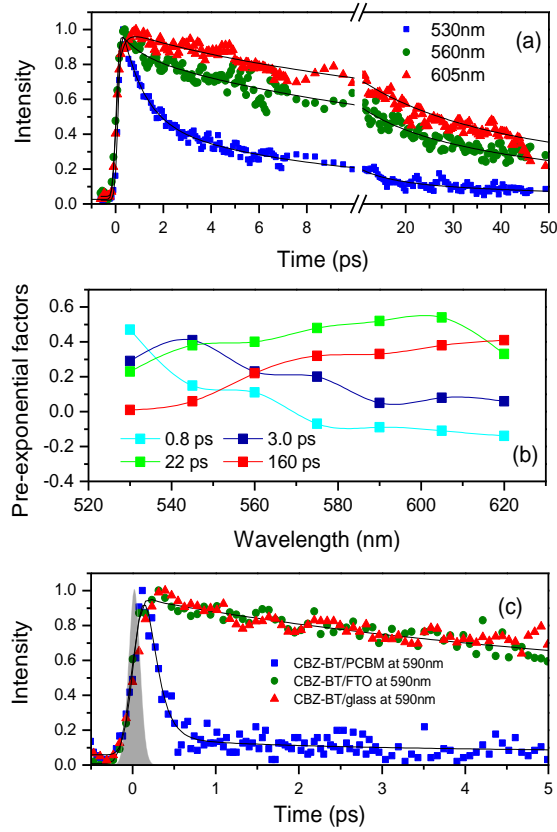 (a)
530nm
560nm
605nm
Intensity
1.0
0.8
0.6
0.4
0.2
0.0
0 2 4 6 8 20 30 40 50
Time (ps)
(b)
Pre-exponential factors
0.6
0.4
0.2
0.0
-0.2
-0.4
0.8 ps 3.0 ps
22 ps 160 ps
520 540 560 580 600 620
Wavelength (nm)
(c)
Intensity
1.0
0.8
0.6
0.4
0.2
0.0
CBZ-BT/PCBM at 590nm
CBZ-BT/FTO at 590nm
CBZ-BT/glass at 590nm
0 1 2 3 4 5
Time (ps)